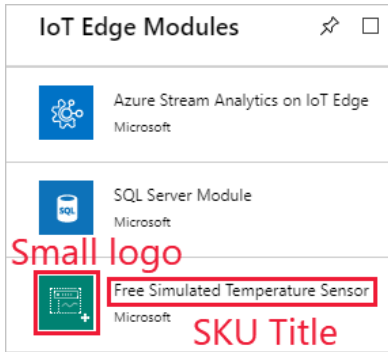 IoT Edge Modules
Azure Stream Analytics on IoT Edge
Microsoft
SQL
SQL Server Module
Microsoft
Small logo
Free Simulated Temperature Sensor
Microsoft
SKU Title